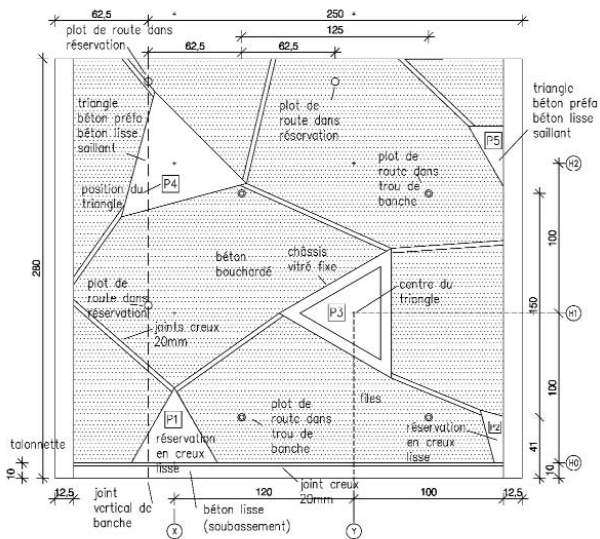 62,5
250
125
plot de route dans
réservation
62,5
62,5
triangle
béton préfa
béton lisse
saillant
plot de
route dans
réservation
triangle
béton préfa
béton lisse
saillant
P5
P4
position du
triangle
plot de
route dans
trou de
banche
H2
280
100
150
béton
bouchardé
châssis
vitré fixe
centre du
triangle
plot de
route dans
réservation
P3
H1
joints creux
20mm
100
files
P1
plot de
route dans
trou de
banche
réservation
en creux
lisse
P2
réservation
en creux
lisse
talonnette
41
10
10
H0
joint creux
20mm
12,5
120
100
12,5
joint
vertical de
banche
béton lisse
(soubassement)
X
Y